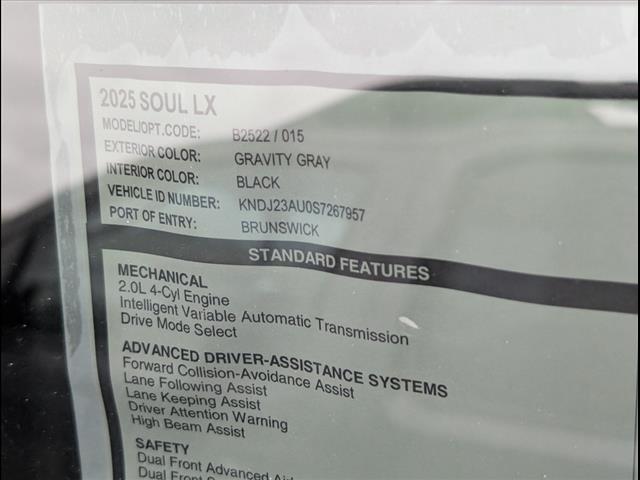 2025 SOUL LX
MODEL/OPT.CODE: B2522 / 015
EXTERIOR COLOR: GRAVITY GRAY
INTERIOR COLOR: BLACK
VEHICLE ID NUMBER: KNDJ23AU0S7267957
PORT OF ENTRY: BRUNSWICK
STANDARD FEATURES
MECHANICAL
2.0L 4-Cyl Engine
Intelligent Variable Automatic Transmission
Drive Mode Select
ADVANCED DRIVER-ASSISTANCE SYSTEMS
Forward Collision-Avoidance Assist
Lane Following Assist
Lane Keeping Assist
Driver Attention Warning
High Beam Assist
SAFETY
Dual Front Advanced
Dual Front